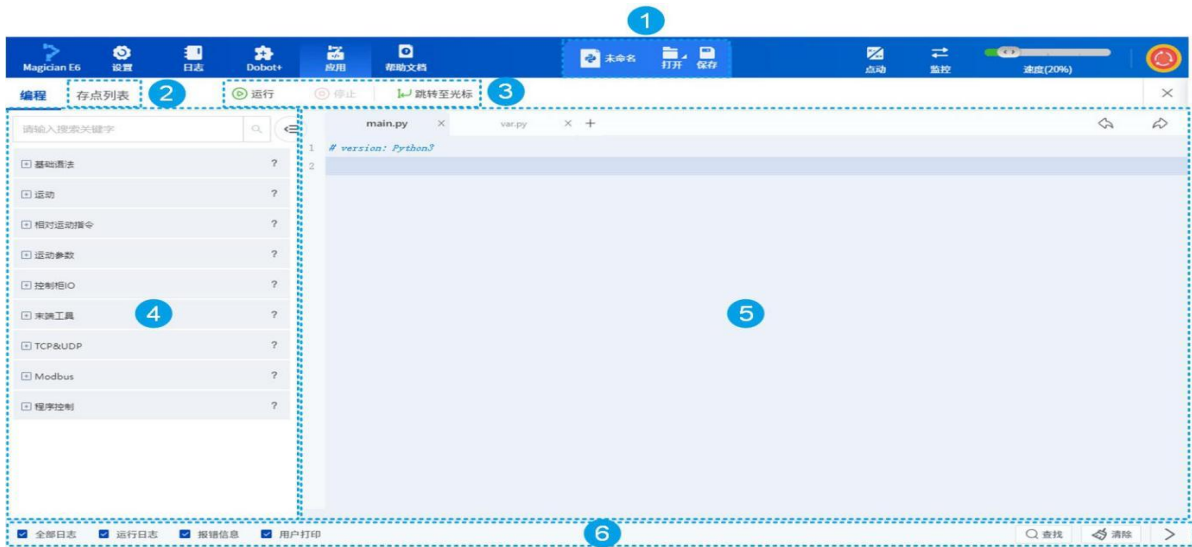 1
Magician E6 设置 日志 Dobot+ 应用 帮助文档 未命名 打开 保存 点动 监控 速度(20%)
编程 存点列表 2 运行 停止 跳转至光标 3
请输入搜索关键字 main.py var.py
1 # version: Python3
2
基础语法 ?
运动 ?
相对运动指令 ?
运动参数 ?
控制柜IO ?
末端工具 ?
4
5
TCP&UDP ?
Modbus ?
程序控制 ?
全部日志 运行日志 报错信息 用户打印 6 查找 清除